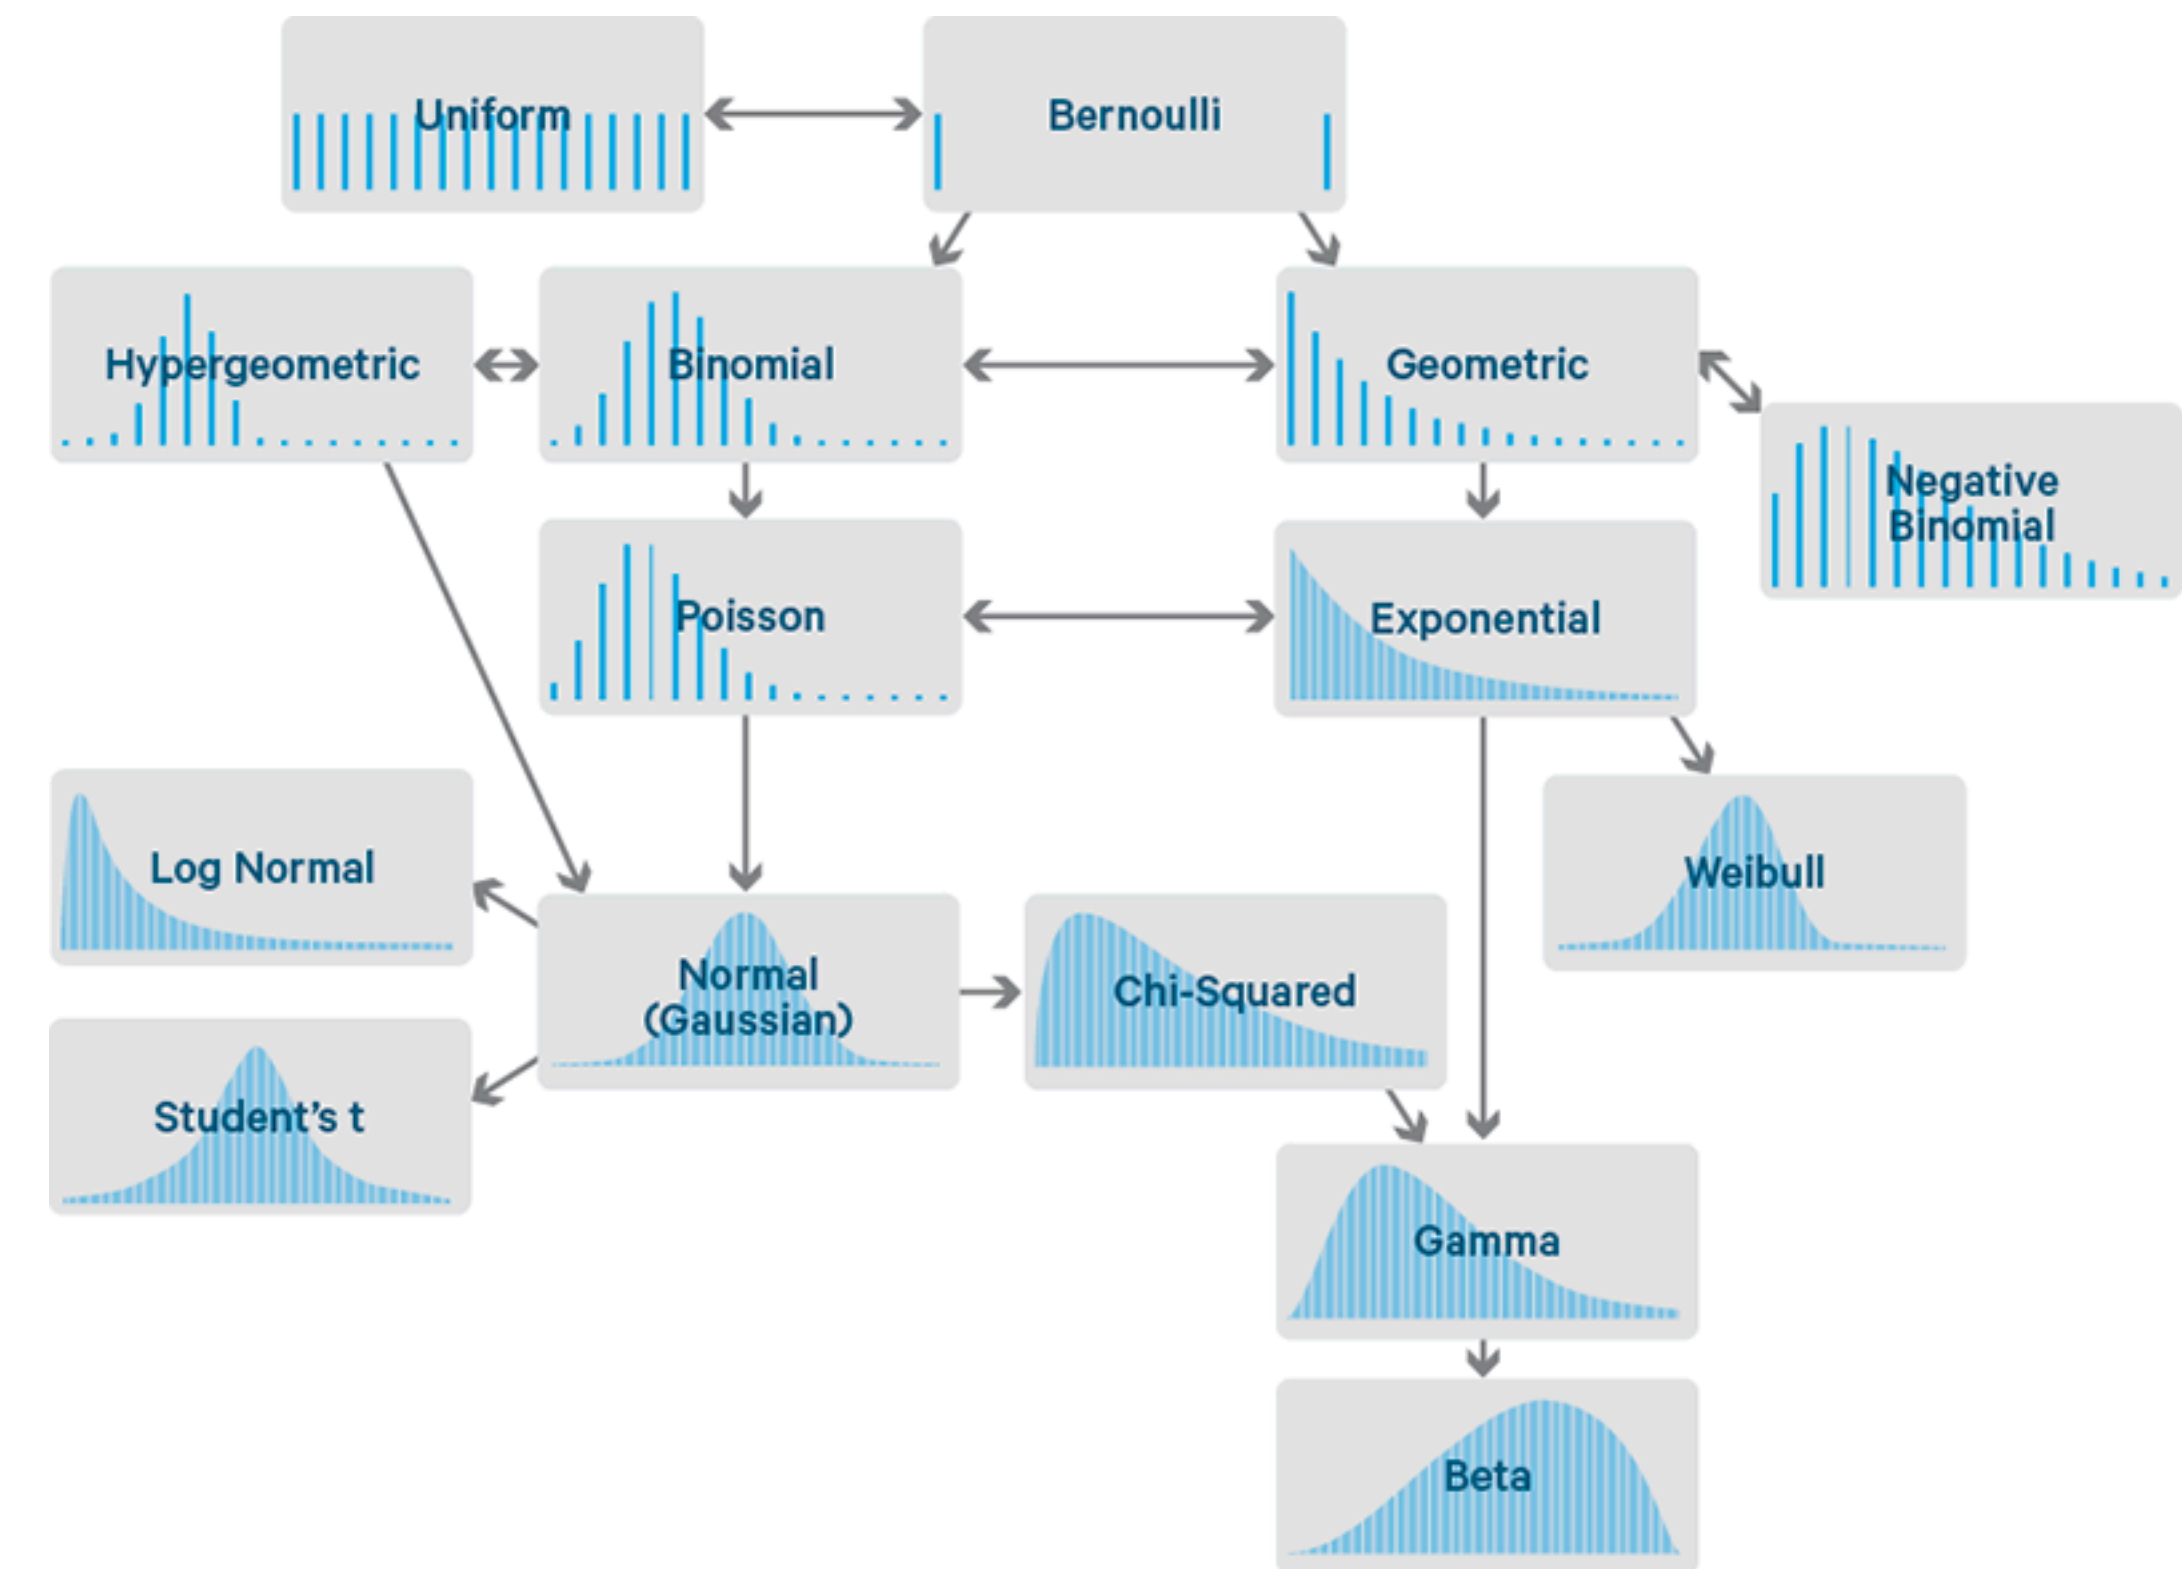 Uniform
Bernoulli
Hypergeometric
Binomial
Geometric
Negative
Binomial
Poisson
Exponential
Log Normal
Weibull
Normal
(Gaussian)
Chi-Squared
Student’s t
Gamma
Beta